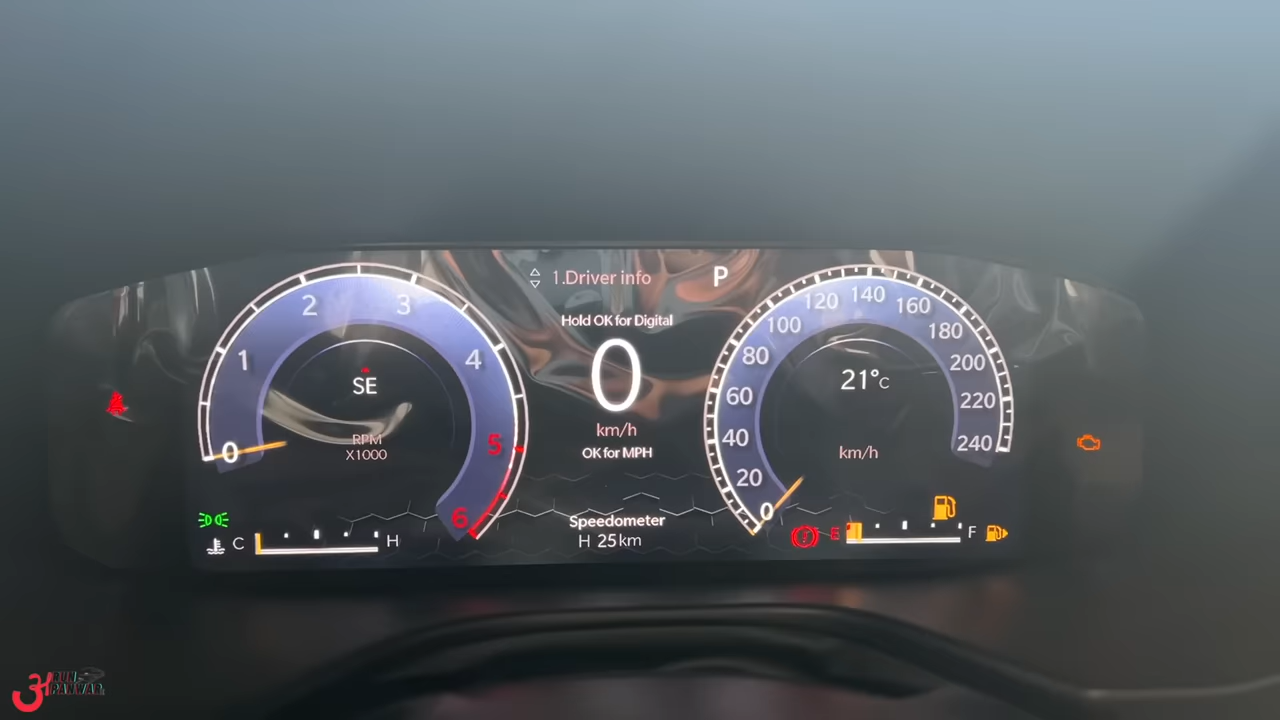 1.Driver info
P
Hold OK for Digital
0
km/h
OK for MPH
Speedometer
H 25km
0
1
2
3
4
5
6
SE
RPM
X1000
C
H
0
20
40
60
80
100
120
140
160
180
200
220
240
21°C
km/h
E
F
RUN
PANWAR